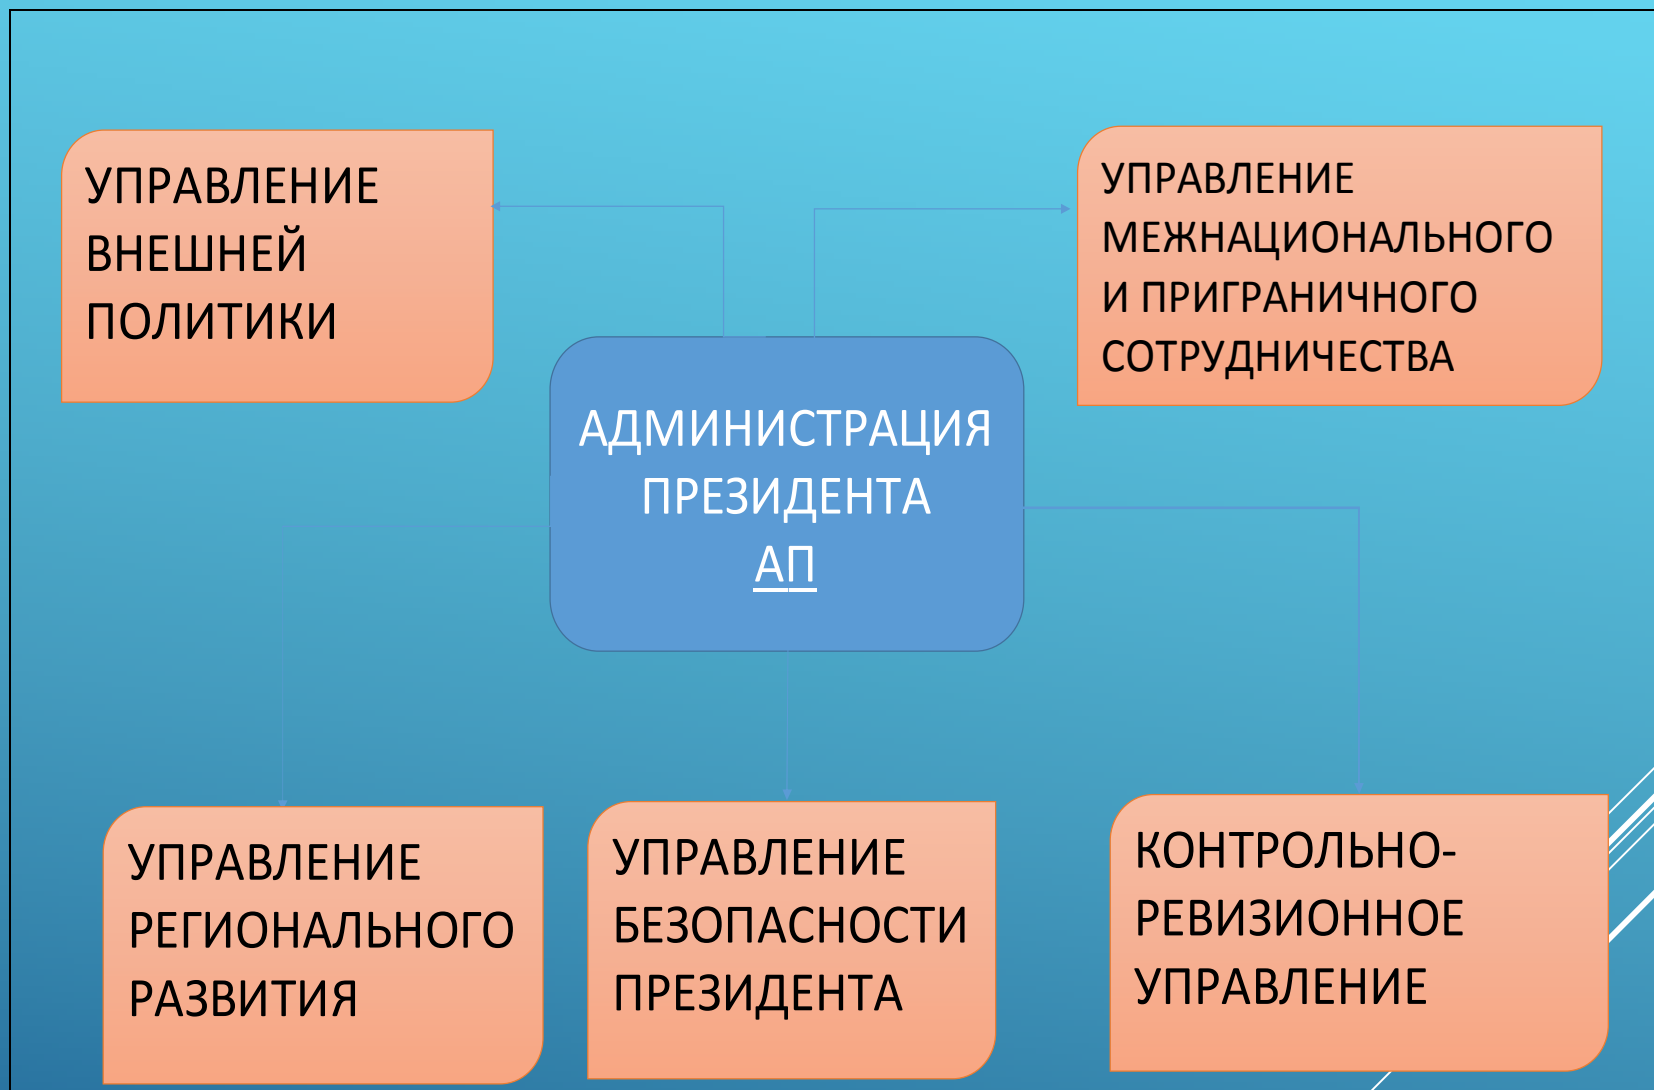 УПРАВЛЕНИЕ
ВНЕШНЕЙ
ПОЛИТИКИ
УПРАВЛЕНИЕ
МЕЖНАЦИОНАЛЬНОГО
И ПРИГРАНИЧНОГО
СОТРУДНИЧЕСТВА
АДМИНИСТРАЦИЯ
ПРЕЗИДЕНТА
АП
УПРАВЛЕНИЕ
РЕГИОНАЛЬНОГО
РАЗВИТИЯ
УПРАВЛЕНИЕ
БЕЗОПАСНОСТИ
ПРЕЗИДЕНТА
КОНТРОЛЬНО-
РЕВИЗИОННОЕ
УПРАВЛЕНИЕ